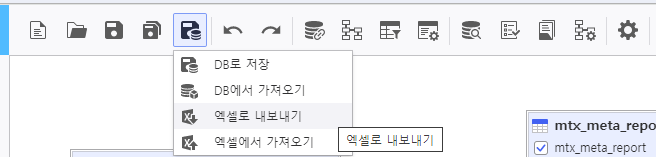 DB로 저장
DB에서 가져오기
엑셀로 내보내기
엑셀에서 가져오기
엑셀로 내보내기
mtx_meta_repo
mtx_meta_report